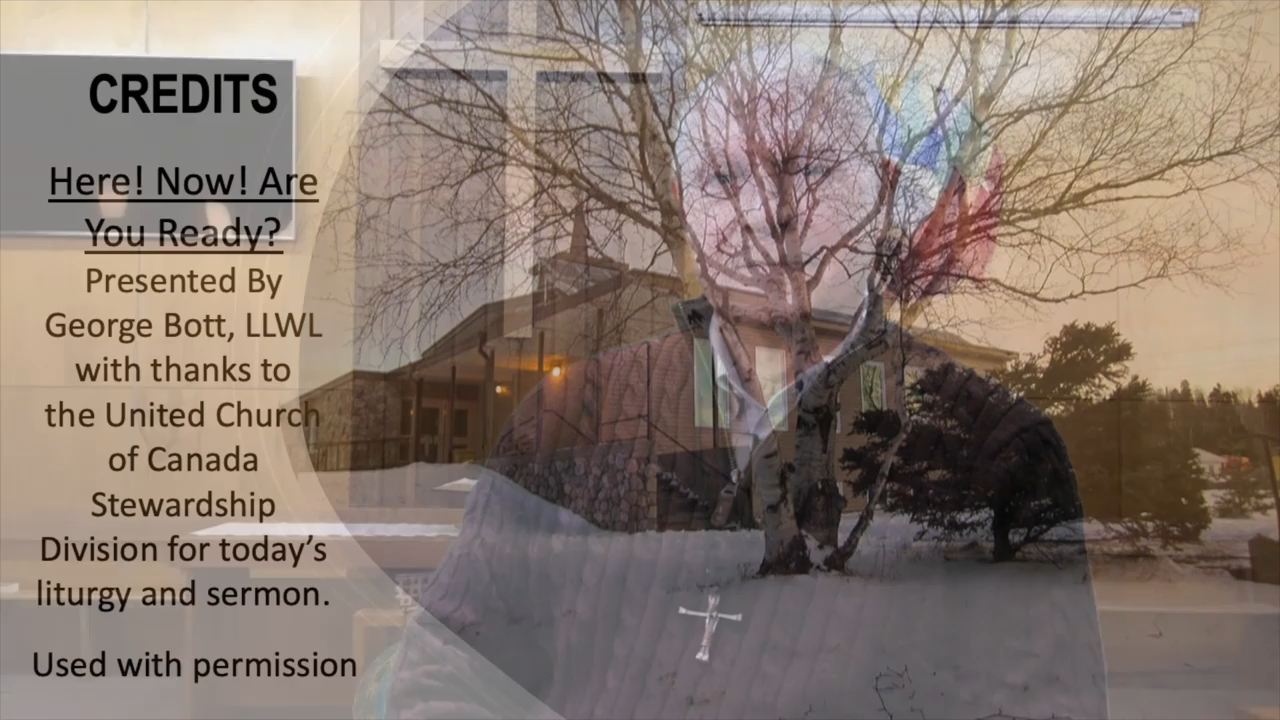 CREDITS
Here! Now! Are
You Ready?
Presented By
George Bott, LLWL
with thanks to
the United Church
of Canada
Stewardship
Division for today’s
liturgy and sermon.
Used with permission